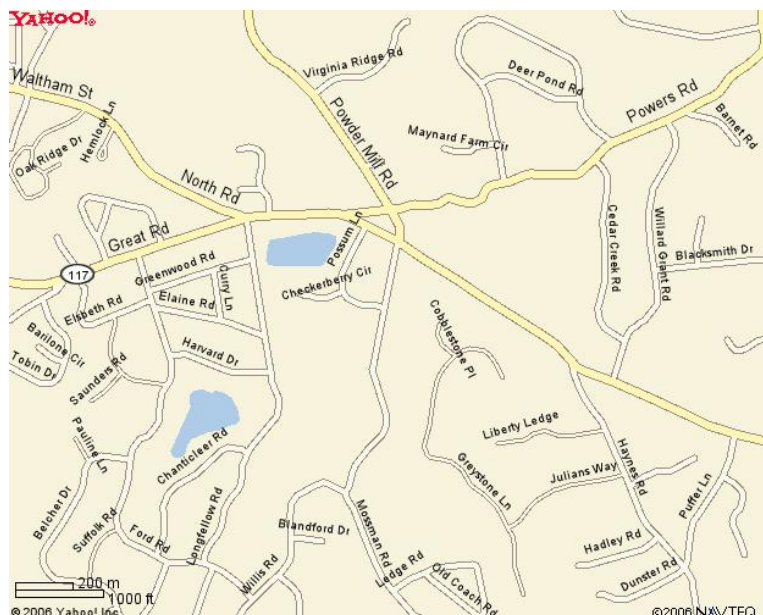 YAHOO!
Waltham St
Virginia Ridge Rd
Deer Pond Rd
Powers Rd
Barnet Rd
Hemlock Ln
Oak Ridge Dr
Powder Mill Rd
Maynard Farm Cir
North Rd
Great Rd
117
Possum Ln
Cedar Creek Rd
Willard Grant Rd
Blacksmith Dr
Greenwood Rd
Curry Ln
Checkerberry Cir
Elsbeth Rd
Elaine Rd
Cobblestone Pl
Barilone Cir
Tobin Dr
Saunders Rd
Harvard Dr
Pauline Ln
Chanticleer Rd
Liberty Ledge
Haynes Rd
Greystone Ln
Julians Way
Puffer Ln
Belcher Dr
Suffolk Rd
Ford Rd
Longfellow Rd
Blandford Dr
Mossman Rd
Hadley Rd
Willis Rd
Ledge Rd
Old Coach Rd
Dunster Rd
200 m
1000 ft
©2006 Yahoo! Inc
©2006 NAVTEQ